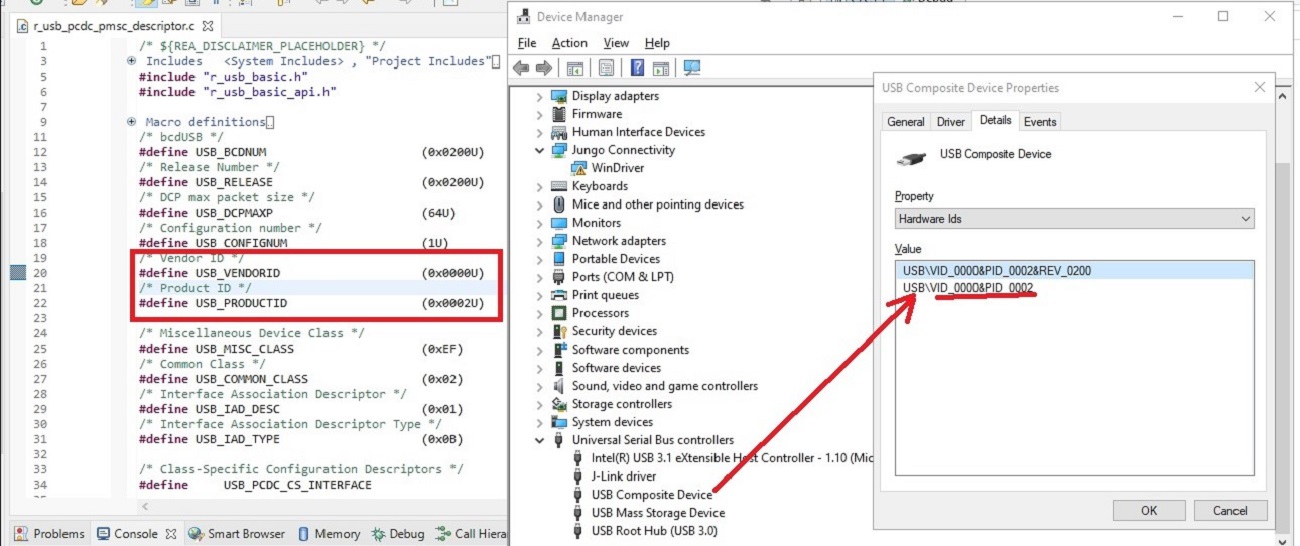 r_usb_pcdc_pmsc_descriptor.c
1 /* ${REA_DISCLAIMER_PLACEHOLDER} */
3 Includes <System Includes> , "Project Includes"
5 #include "r_usb_basic.h"
6 #include "r_usb_basic_api.h"
7
9 Macro definitions
11 /* bcdUSB */
12 #define USB_BCDNUM (0x0200U)
13 /* Release Number */
14 #define USB_RELEASE (0x0200U)
15 /* DCP max packet size */
16 #define USB_DCPMAXP (64U)
17 /* Configuration number */
18 #define USB_CONFIGNUM (1U)
19 /* Vendor ID */
20 #define USB_VENDORID (0x0000U)
21 /* Product ID */
22 #define USB_PRODUCTID (0x0002U)
23
24 /* Miscellaneous Device Class */
25 #define USB_MISC_CLASS (0xEF)
26 /* Common Class */
27 #define USB_COMMON_CLASS (0x02)
28 /* Interface Association Descriptor */
29 #define USB_IAD_DESC (0x01)
30 /* Interface Association Descriptor Type */
31 #define USB_IAD_TYPE (0x0B)
32
33 /* Class-Specific Configuration Descriptors */
34 #define USB_PCDC_CS_INTERFACE
Problems Console Smart Browser Memory Debug Call Hiera
Device Manager
File Action View Help
Display adapters
Firmware
Human Interface Devices
Jungo Connectivity
WinDriver
Keyboards
Mice and other pointing devices
Monitors
Network adapters
Portable Devices
Ports (COM & LPT)
Print queues
Processors
Security devices
Software components
Software devices
Sound, video and game controllers
Storage controllers
System devices
Universal Serial Bus controllers
Intel(R) USB 3.1 eXtensible Host Controller - 1.10 (Mic
J-Link driver
USB Composite Device
USB Mass Storage Device
USB Root Hub (USB 3.0)
USB Composite Device Properties
General Driver Details Events
USB Composite Device
Property
Hardware Ids
Value
USB\VID_0000&PID_0002&REV_0200
USB\VID_0000&PID_0002
OK Cancel